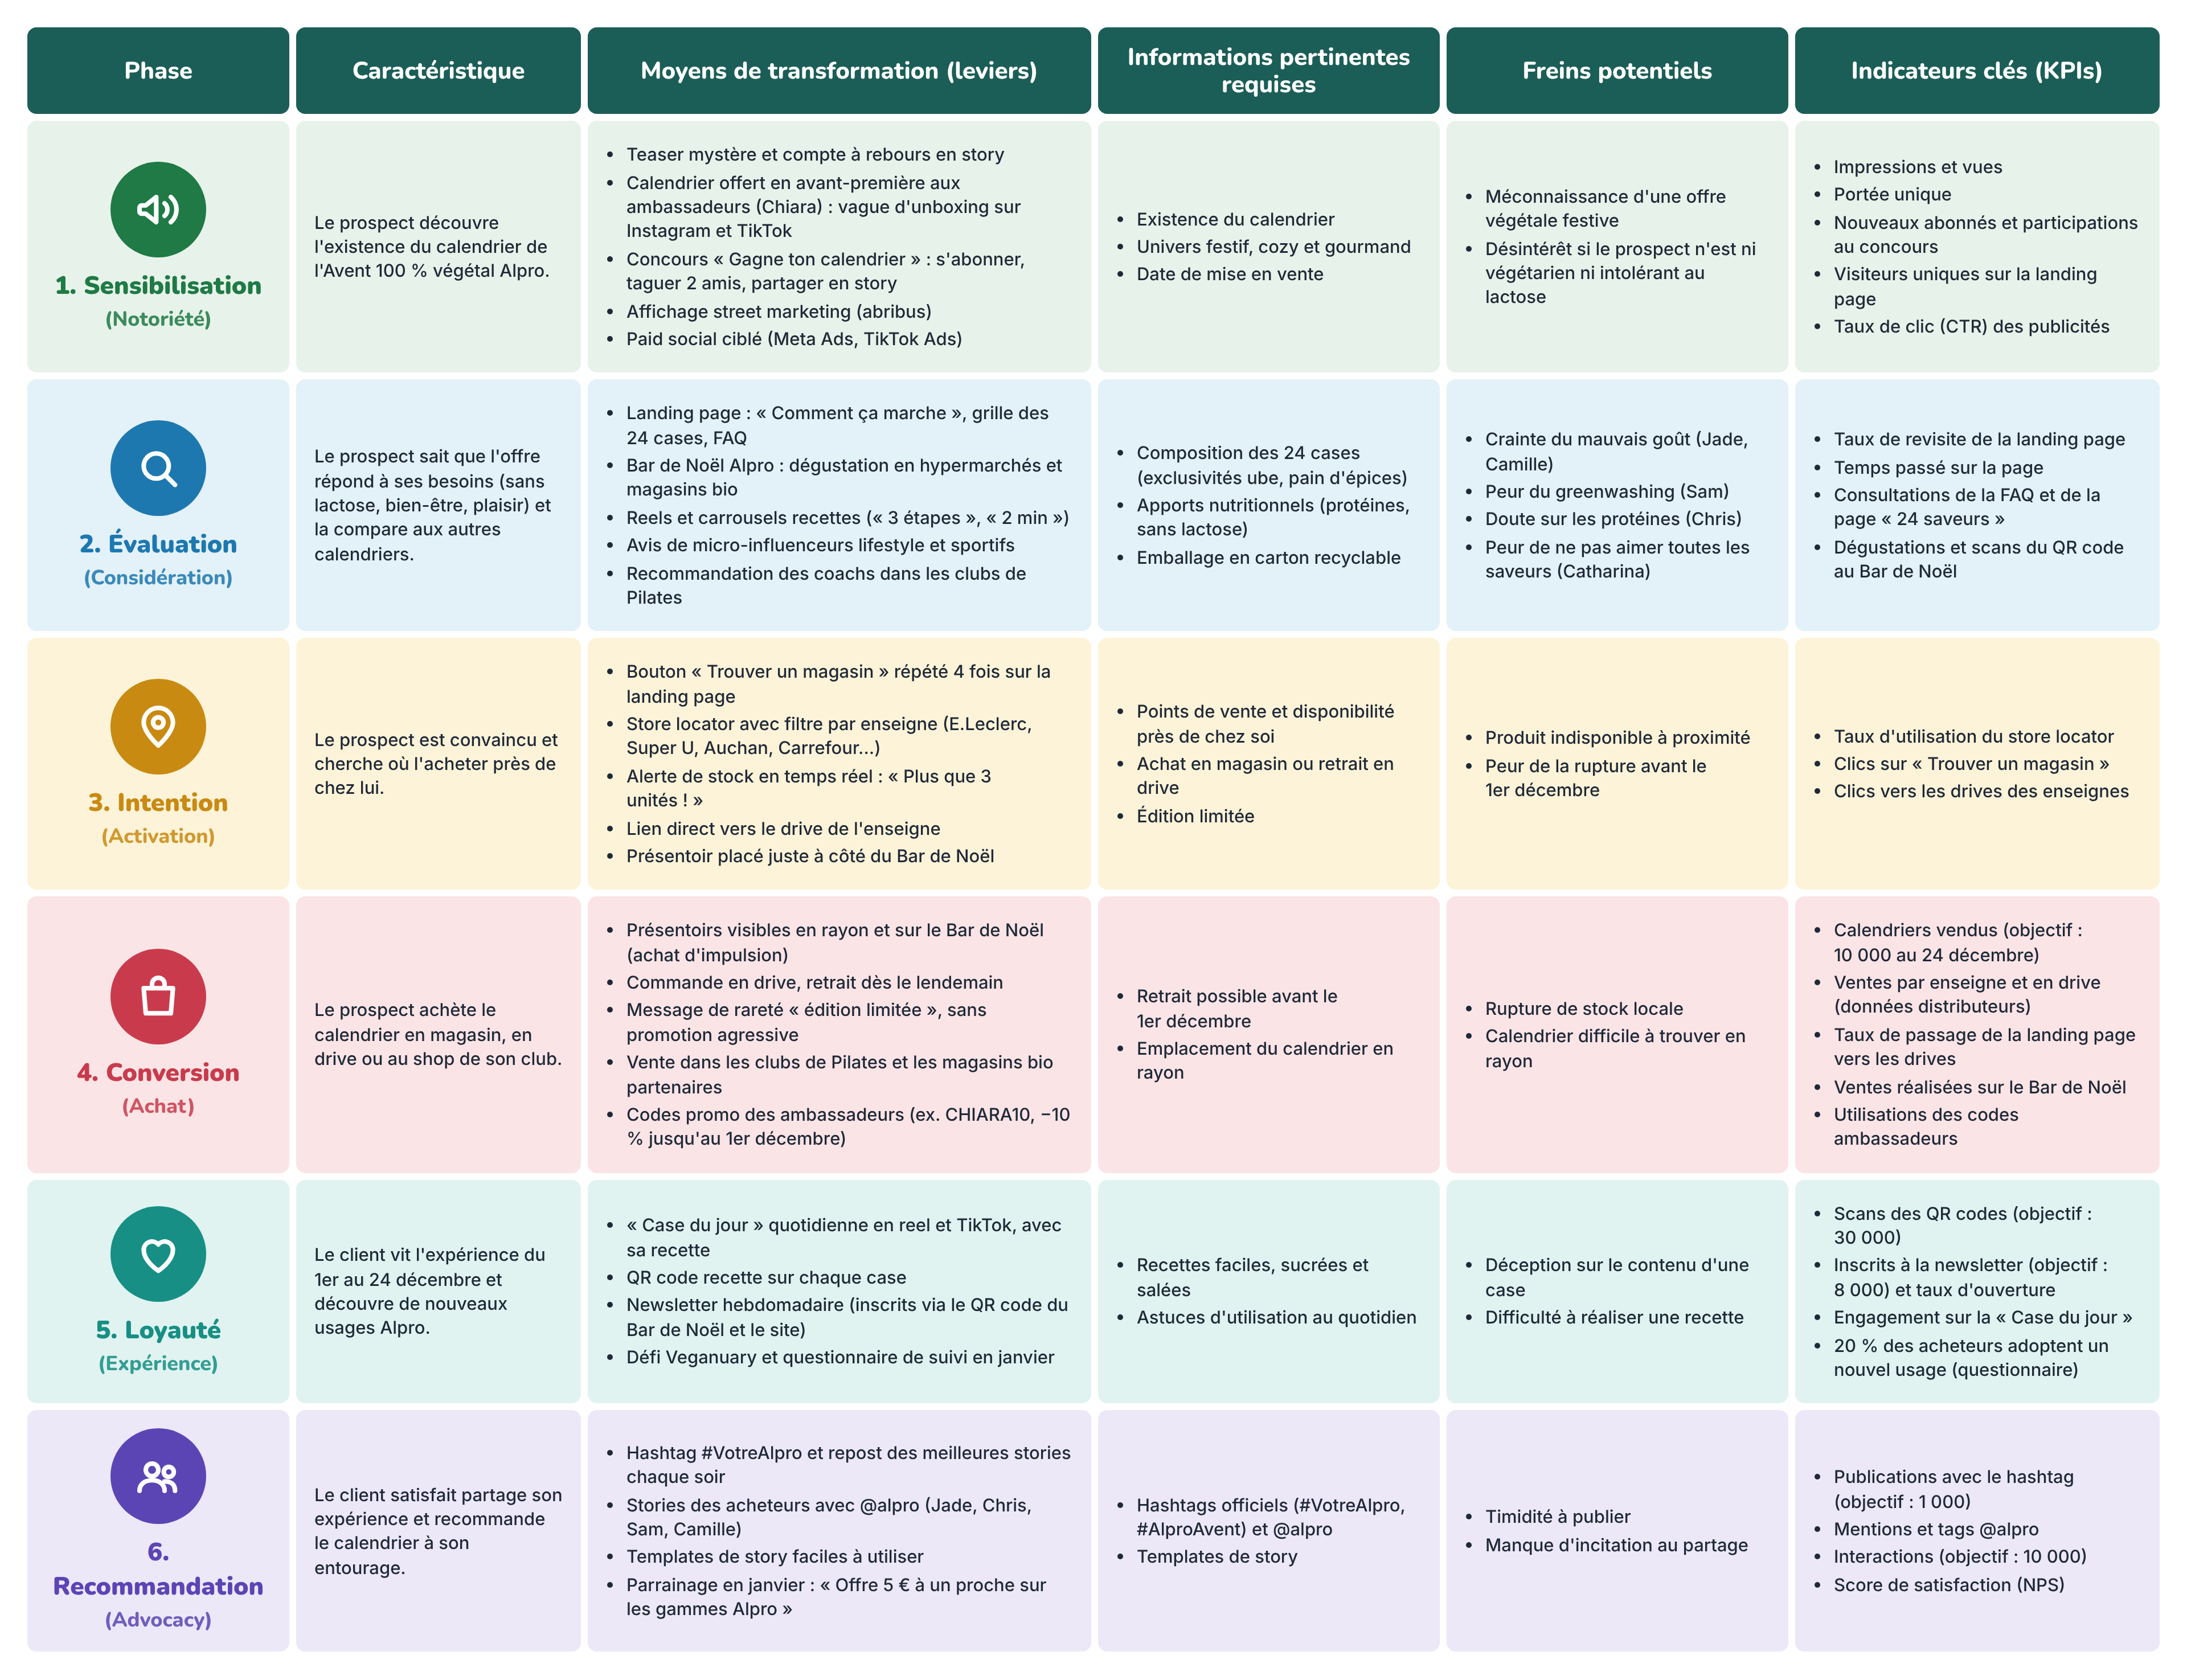 Phase
Caractéristique
Moyens de transformation (leviers)
Informations pertinentes
requises
Freins potentiels
Indicateurs clés (KPIs)
1. Sensibilisation
(Notoriété)
Le prospect découvre
l'existence du calendrier de
l'Avent 100 % végétal Alpro.
• Teaser mystère et compte à rebours en story
• Calendrier offert en avant-première aux
ambassadeurs (Chiara) : vague d'unboxing sur
Instagram et TikTok
• Concours « Gagne ton calendrier » : s'abonner,
taguer 2 amis, partager en story
• Affichage street marketing (abribus)
• Paid social ciblé (Meta Ads, TikTok Ads)
• Existence du calendrier
• Univers festif, cozy et gourmand
• Date de mise en vente
• Méconnaissance d'une offre
végétale festive
• Désintérêt si le prospect n'est ni
végétarien ni intolérant au
lactose
• Impressions et vues
• Portée unique
• Nouveaux abonnés et participations
au concours
• Visiteurs uniques sur la landing
page
• Taux de clic (CTR) des publicités
2. Évaluation
(Considération)
Le prospect sait que l'offre
répond à ses besoins (sans
lactose, bien-être, plaisir) et
la compare aux autres
calendriers.
• Landing page : « Comment ça marche », grille des
24 cases, FAQ
• Bar de Noël Alpro : dégustation en hypermarchés et
magasins bio
• Reels et carrousels recettes (« 3 étapes », « 2 min »)
• Avis de micro-influenceurs lifestyle et sportifs
• Recommandation des coachs dans les clubs de
Pilates
• Composition des 24 cases
(exclusivités ube, pain d'épices)
• Apports nutritionnels (protéines,
sans lactose)
• Emballage en carton recyclable
• Crainte du mauvais goût (Jade,
Camille)
• Peur du greenwashing (Sam)
• Doute sur les protéines (Chris)
• Peur de ne pas aimer toutes les
saveurs (Catharina)
• Taux de revisite de la landing page
• Temps passé sur la page
• Consultations de la FAQ et de la
page « 24 saveurs »
• Dégustations et scans du QR code
au Bar de Noël
3. Intention
(Activation)
Le prospect est convaincu et
cherche où l'acheter près de
chez lui.
• Bouton « Trouver un magasin » répété 4 fois sur la
landing page
• Store locator avec filtre par enseigne (E.Leclerc,
Super U, Auchan, Carrefour...)
• Alerte de stock en temps réel : « Plus que 3
unités ! »
• Lien direct vers le drive de l'enseigne
• Présentoir placé juste à côté du Bar de Noël
• Points de vente et disponibilité
près de chez soi
• Achat en magasin ou retrait en
drive
• Édition limitée
• Produit indisponible à proximité
• Peur de la rupture avant le
1er décembre
• Taux d'utilisation du store locator
• Clics sur « Trouver un magasin »
• Clics vers les drives des enseignes
4. Conversion
(Achat)
Le prospect achète le
calendrier en magasin, en
drive ou au shop de son club.
• Présentoirs visibles en rayon et sur le Bar de Noël
(achat d'impulsion)
• Commande en drive, retrait dès le lendemain
• Message de rareté « édition limitée », sans
promotion agressive
• Vente dans les clubs de Pilates et les magasins bio
partenaires
• Codes promo des ambassadeurs (ex. CHIARA10, −10
% jusqu'au 1er décembre)
• Retrait possible avant le
1er décembre
• Emplacement du calendrier en
rayon
• Rupture de stock locale
• Calendrier difficile à trouver en
rayon
• Calendriers vendus (objectif :
10 000 au 24 décembre)
• Ventes par enseigne et en drive
(données distributeurs)
• Taux de passage de la landing page
vers les drives
• Ventes réalisées sur le Bar de Noël
• Utilisations des codes
ambassadeurs
5. Loyauté
(Expérience)
Le client vit l'expérience du
1er au 24 décembre et
découvre de nouveaux
usages Alpro.
• « Case du jour » quotidienne en reel et TikTok, avec
sa recette
• QR code recette sur chaque case
• Newsletter hebdomadaire (inscrits via le QR code du
Bar de Noël et le site)
• Défi Veganuary et questionnaire de suivi en janvier
• Recettes faciles, sucrées et
salées
• Astuces d'utilisation au quotidien
• Déception sur le contenu d'une
case
• Difficulté à réaliser une recette
• Scans des QR codes (objectif :
30 000)
• Inscrits à la newsletter (objectif :
8 000) et taux d'ouverture
• Engagement sur la « Case du jour »
• 20 % des acheteurs adoptent un
nouvel usage (questionnaire)
6.
Recommandation
(Advocacy)
Le client satisfait partage son
expérience et recommande
le calendrier à son
entourage.
• Hashtag #VotreAlpro et repost des meilleures stories
chaque soir
• Stories des acheteurs avec @alpro (Jade, Chris,
Sam, Camille)
• Templates de story faciles à utiliser
• Parrainage en janvier : « Offre 5 € à un proche sur
les gammes Alpro »
• Hashtags officiels (#VotreAlpro,
#AlproAvent) et @alpro
• Templates de story
• Timidité à publier
• Manque d'incitation au partage
• Publications avec le hashtag
(objectif : 1 000)
• Mentions et tags @alpro
• Interactions (objectif : 10 000)
• Score de satisfaction (NPS)